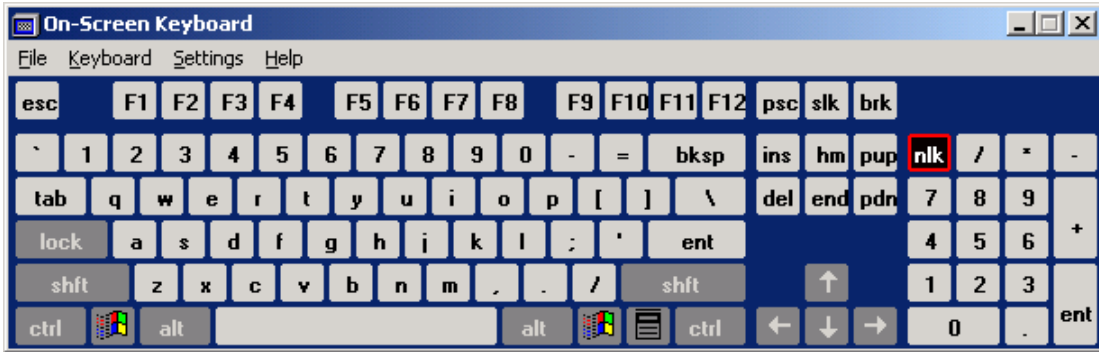 On-Screen Keyboard
File Keyboard Settings Help
esc F1 F2 F3 F4 F5 F6 F7 F8 F9 F10 F11 F12 psc slk brk
` 1 2 3 4 5 6 7 8 9 0 - = bksp ins hm pup nlk / * -
tab q w e r t y u i o p [ ] \ del end pdn 7 8 9 +
lock a s d f g h j k l ; ' ent 4 5 6
shft z x c v b n m , . / shft ↑ 1 2 3 ent
ctrl alt alt ctrl ← ↓ → 0 .